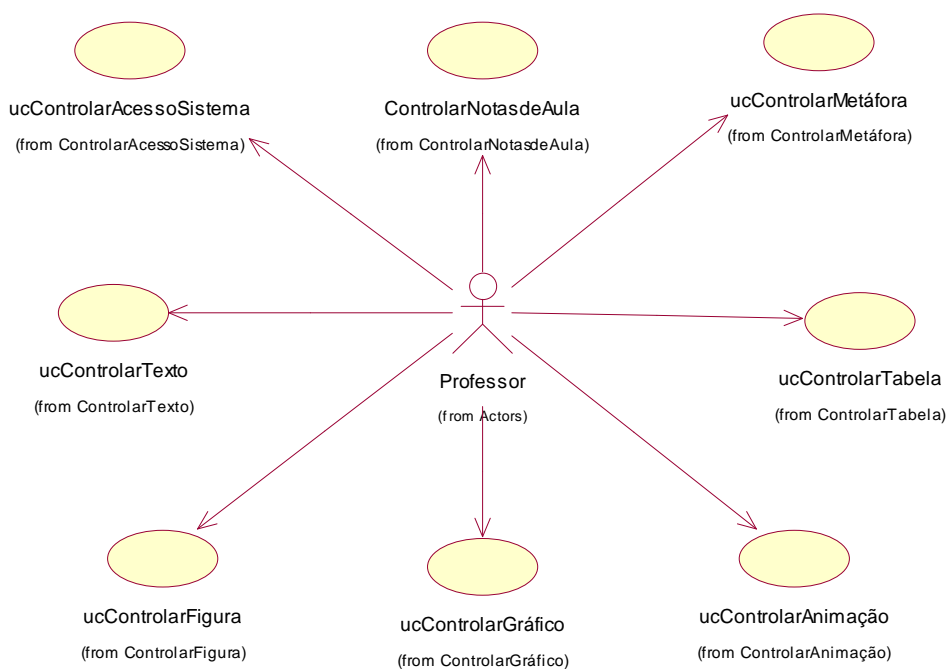 ucControlarAcessoSistema
(from ControlarAcessoSistema)
ControlarNotasdeAula
(from ControlarNotasdeAula)
ucControlarMetáfora
(from ControlarMetáfora)
ucControlarTexto
(from ControlarTexto)
Professor
(from Actors)
ucControlarTabela
(from ControlarTabela)
ucControlarFigura
(from ControlarFigura)
ucControlarGráfico
(from ControlarGráfico)
ucControlarAnimação
(from ControlarAnimação)